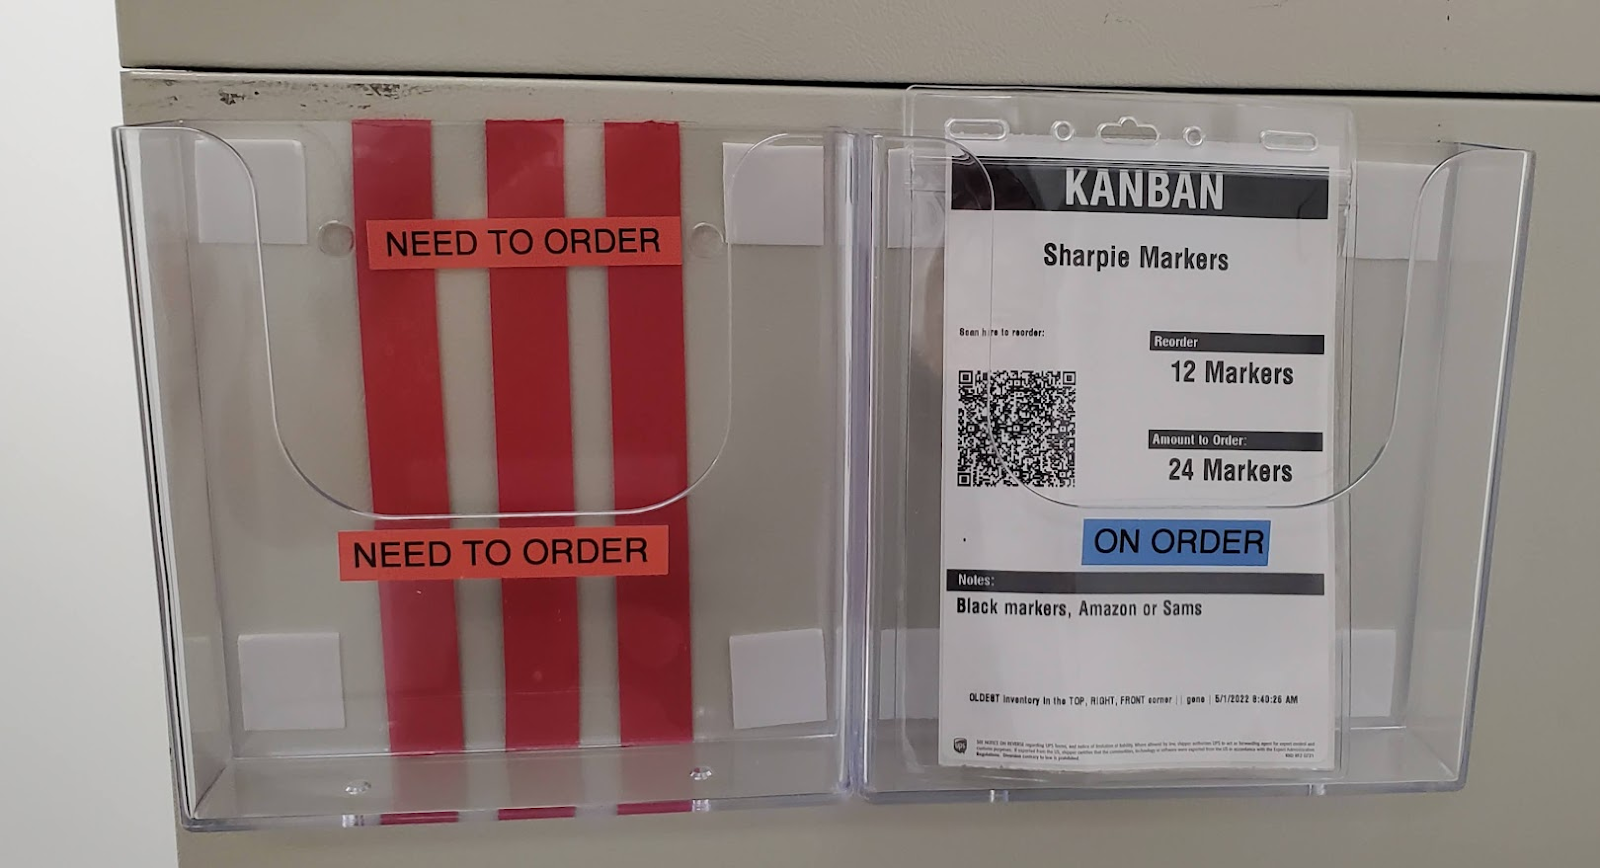 NEED TO ORDER
NEED TO ORDER
KANBAN
Sharpie Markers
Scan here to reorder:
Reorder
12 Markers
Amount to Order:
24 Markers
ON ORDER
Notes:
Black markers, Amazon or Sams
OLDEST inventory in the TOP, RIGHT, FRONT corner || gene | 5/1/2022 8:40:26 AM
ups